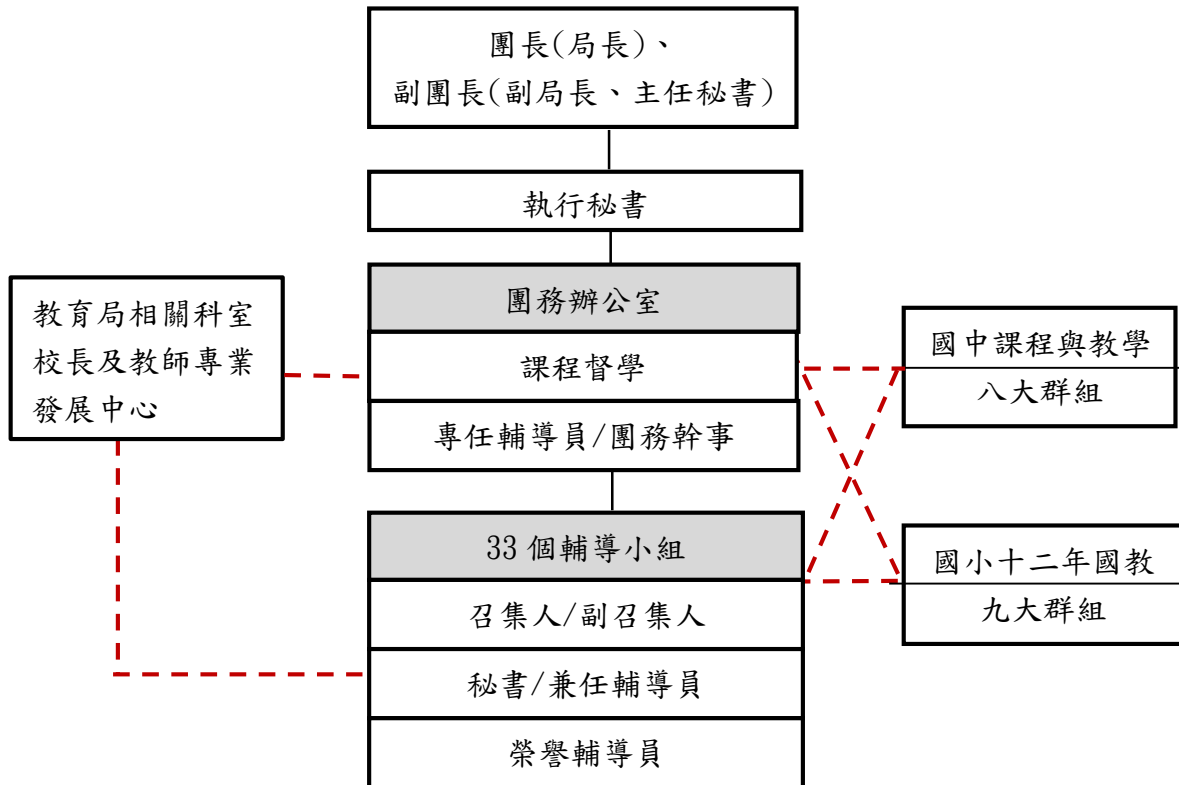 團長(局長)、
副團長(副局長、主任秘書)
執行秘書
團務辦公室
課程督學
專任輔導員/團務幹事
教育局相關科室
校長及教師專業
發展中心
國中課程與教學
八大群組
33 個輔導小組
召集人/副召集人
秘書/兼任輔導員
榮譽輔導員
國小十二年國教
九大群組